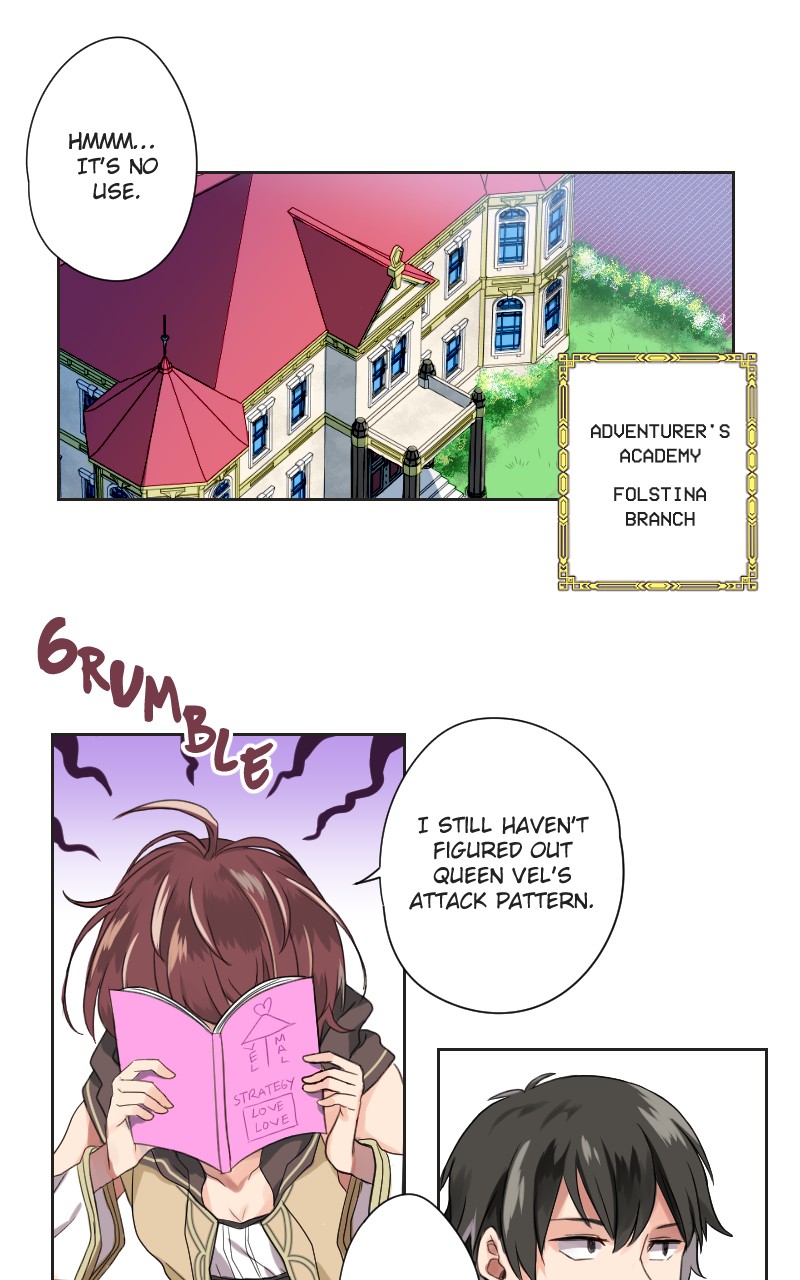 HMMM...
IT'S NO
USE.
ADVENTURER'S
ACADEMY
FOLSTINA
BRANCH
GRUMBLE
I STILL HAVEN'T
FIGURED OUT
QUEEN VEL'S
ATTACK PATTERN.
VEL
MAL
STRATEGY
LOVE
LOVE